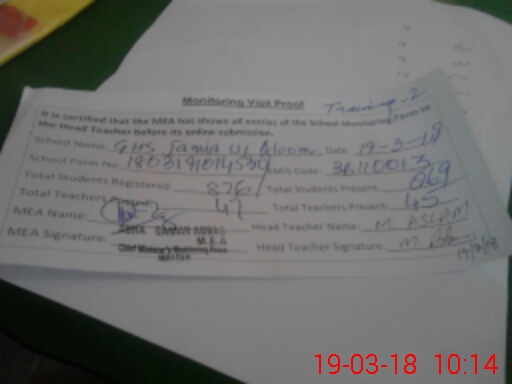 Monitoring Visit Proof
Training-2
It is certified that the MEA has shown all entries of the School Monitoring Form to
the Head Teacher before its online submission.
School Name: GHS Jamia Ul Uloom Date: 19-3-18
School Form No. EMIS Code: 36110013
Total Students Registered: 876 Total Students Present: 869
Total Teachers 47 Total Teachers Present: 45
MEA Name: Head Teacher Name: M ASLAM
MEA Signature: M.E.A Head Teacher Signature: M
Chief Minister's Monitoring Force
19/3/18
19-03-18 10:14